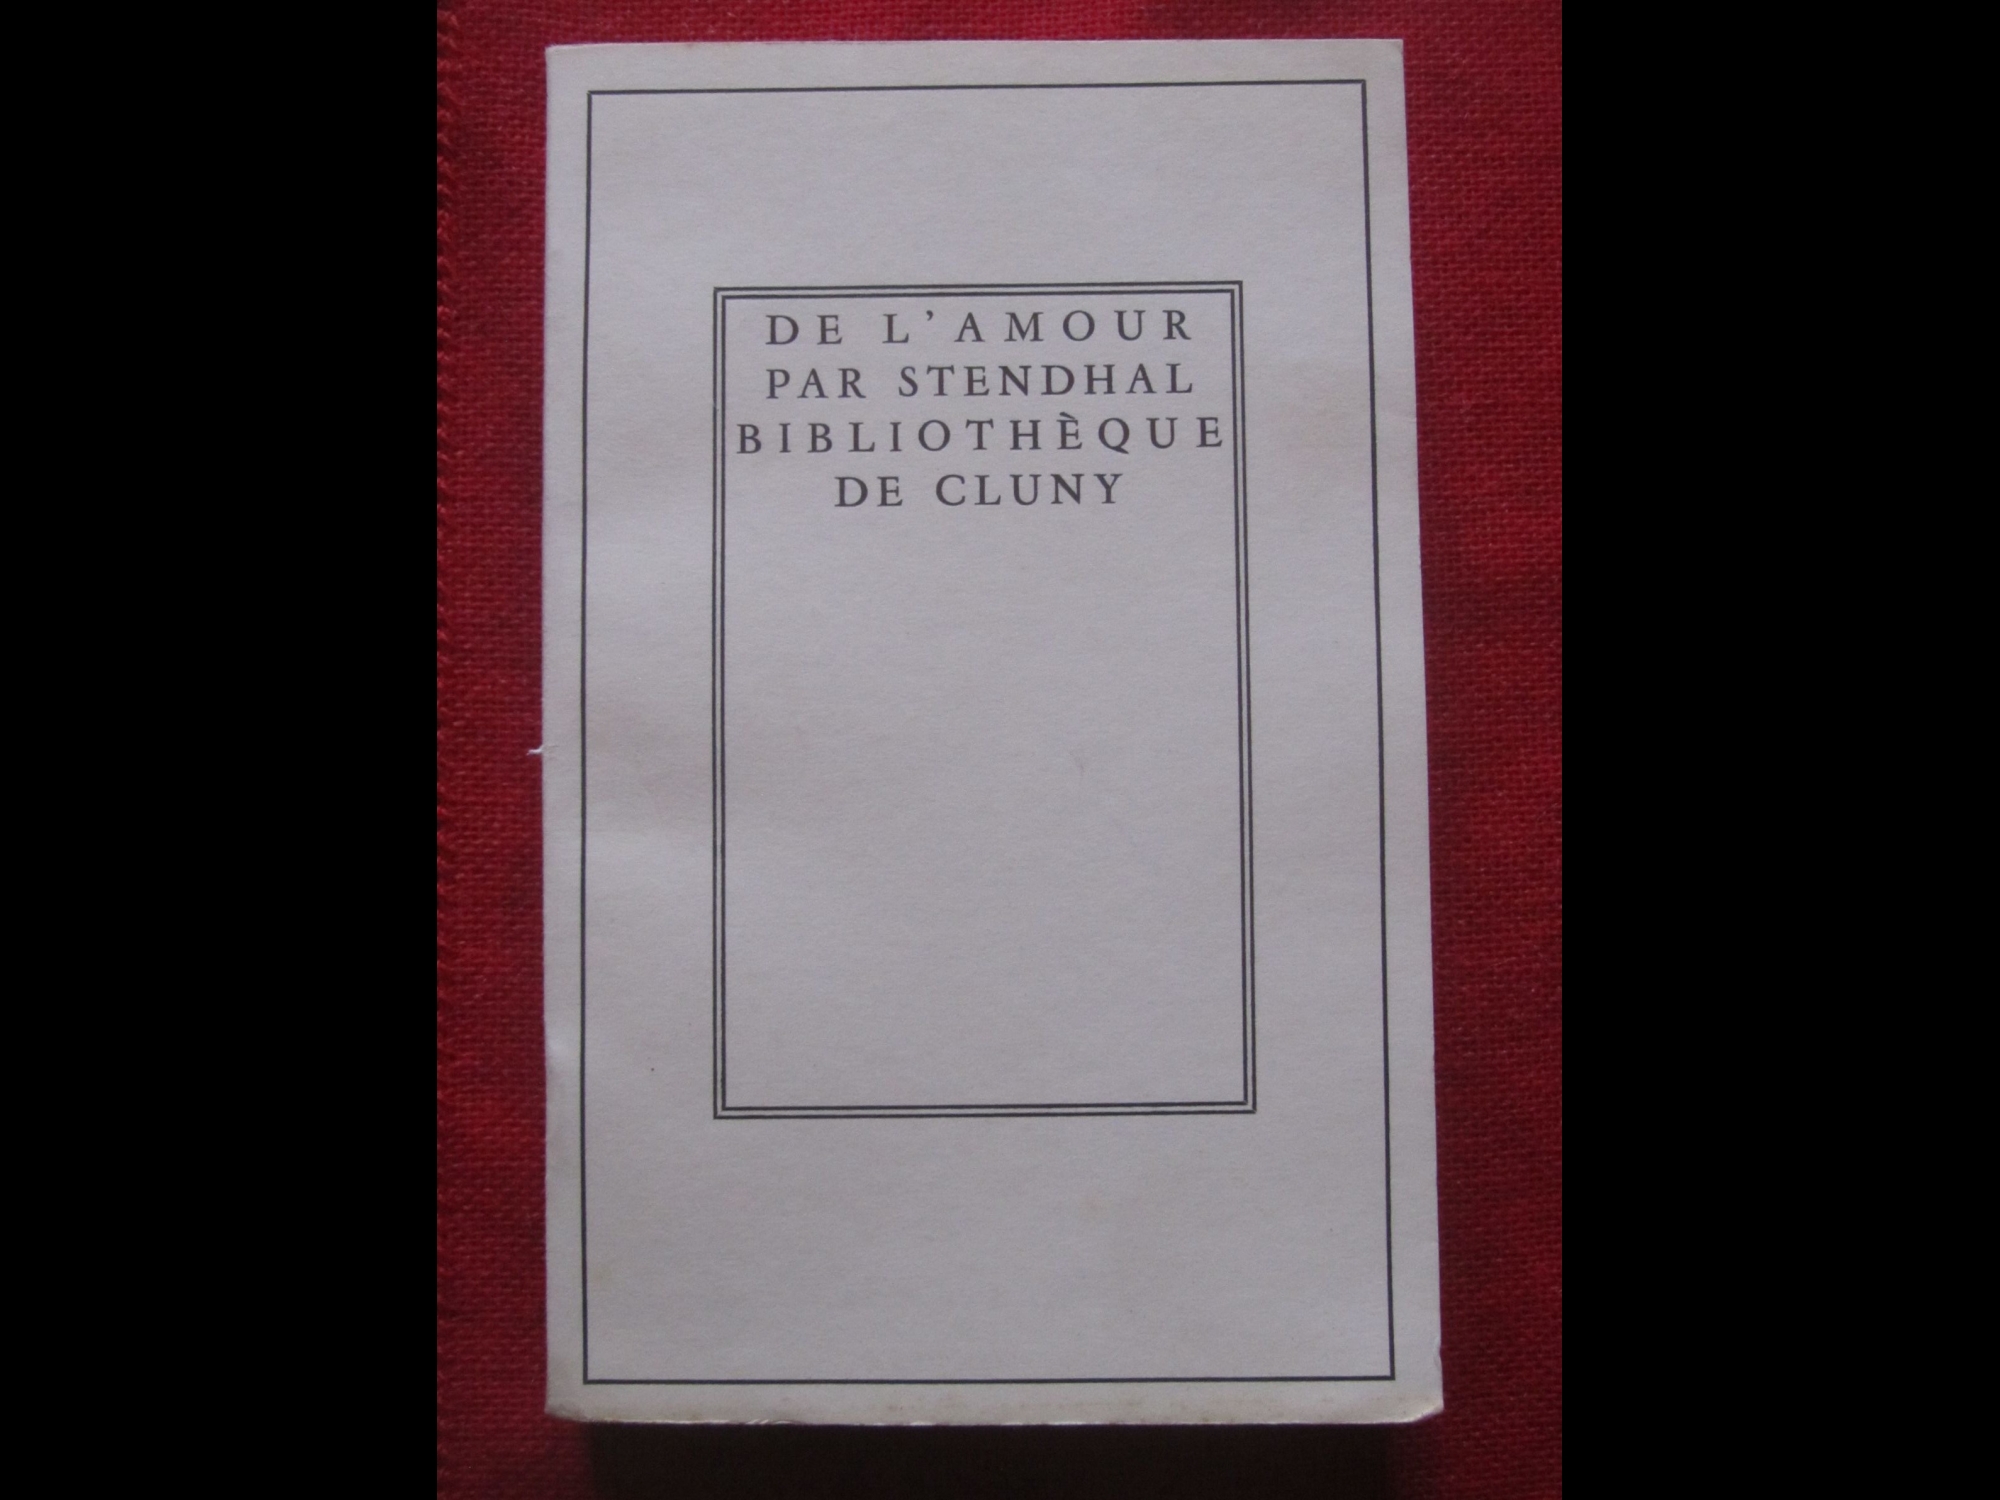 DE L'AMOUR
PAR STENDHAL
BIBLIOTHÈQUE
DE CLUNY